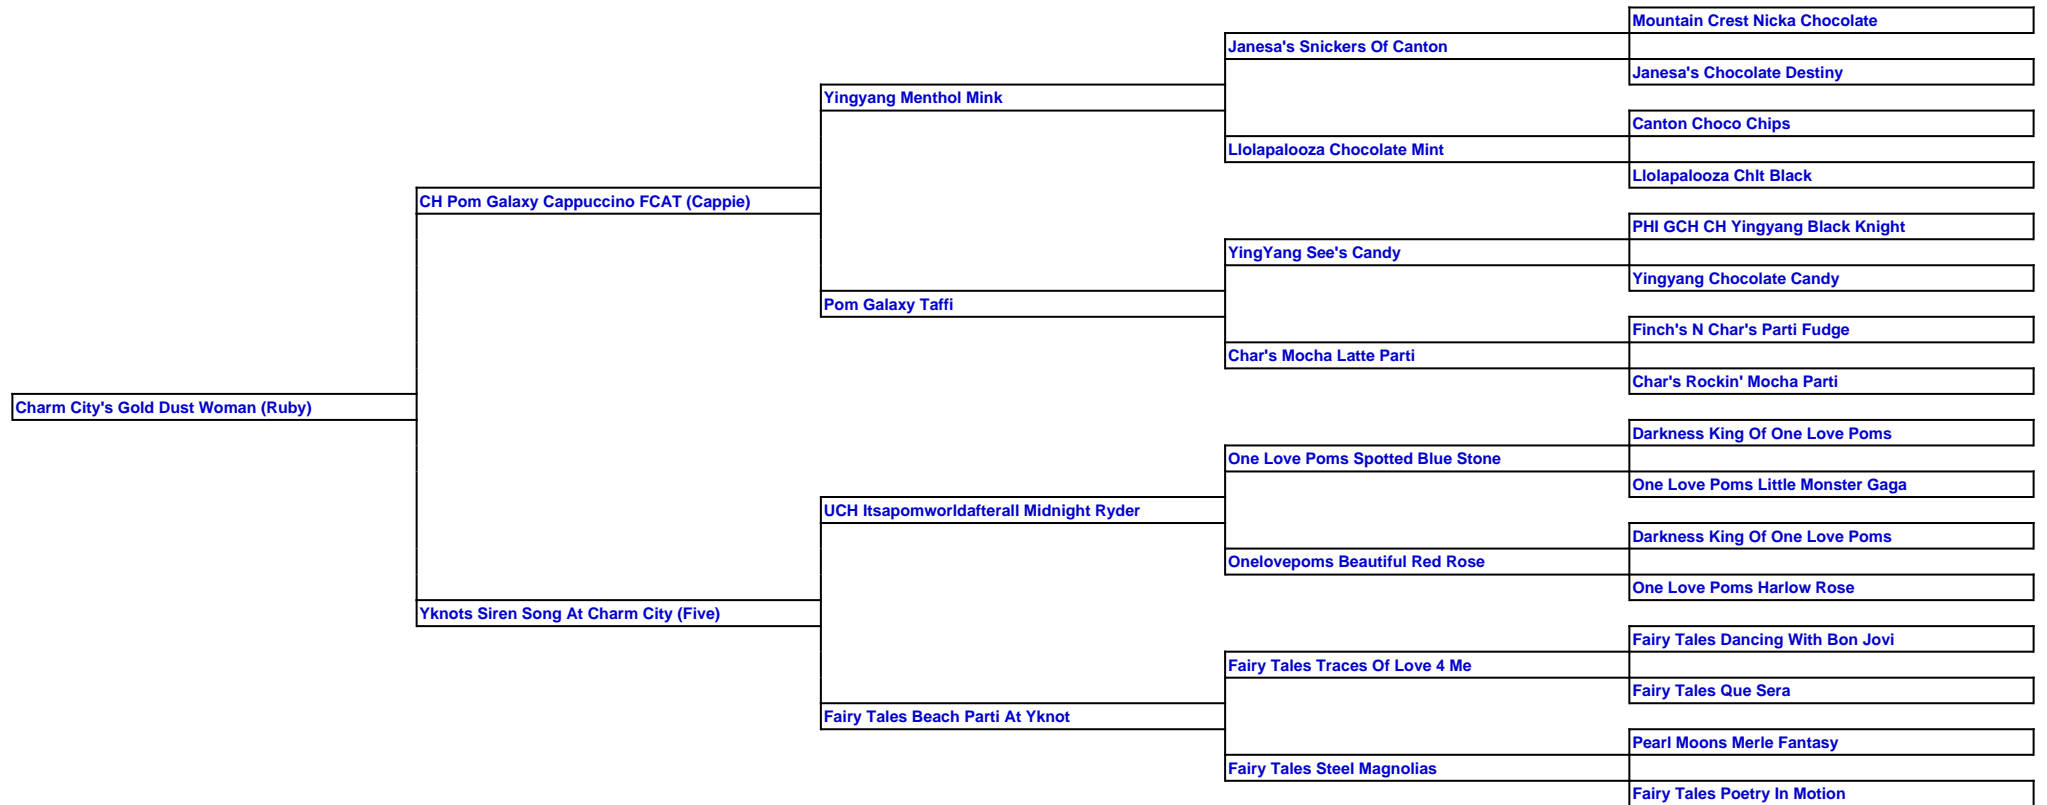 Mountain Crest Nicka Chocolate
Janesa's Snickers Of Canton
Janesa's Chocolate Destiny
Yingyang Menthol Mink
Canton Choco Chips
Llolapalooza Chocolate Mint
Llolapalooza Chlt Black
CH Pom Galaxy Cappuccino FCAT (Cappie)
PHI GCH CH Yingyang Black Knight
YingYang See's Candy
Yingyang Chocolate Candy
Pom Galaxy Taffi
Finch's N Char's Parti Fudge
Char's Mocha Latte Parti
Char's Rockin' Mocha Parti
Charm City's Gold Dust Woman (Ruby)
Darkness King Of One Love Poms
One Love Poms Spotted Blue Stone
One Love Poms Little Monster Gaga
UCH Itsapomworldafterall Midnight Ryder
Darkness King Of One Love Poms
Onelovepoms Beautiful Red Rose
One Love Poms Harlow Rose
Yknots Siren Song At Charm City (Five)
Fairy Tales Dancing With Bon Jovi
Fairy Tales Traces Of Love 4 Me
Fairy Tales Que Sera
Fairy Tales Beach Parti At Yknot
Pearl Moons Merle Fantasy
Fairy Tales Steel Magnolias
Fairy Tales Poetry In Motion